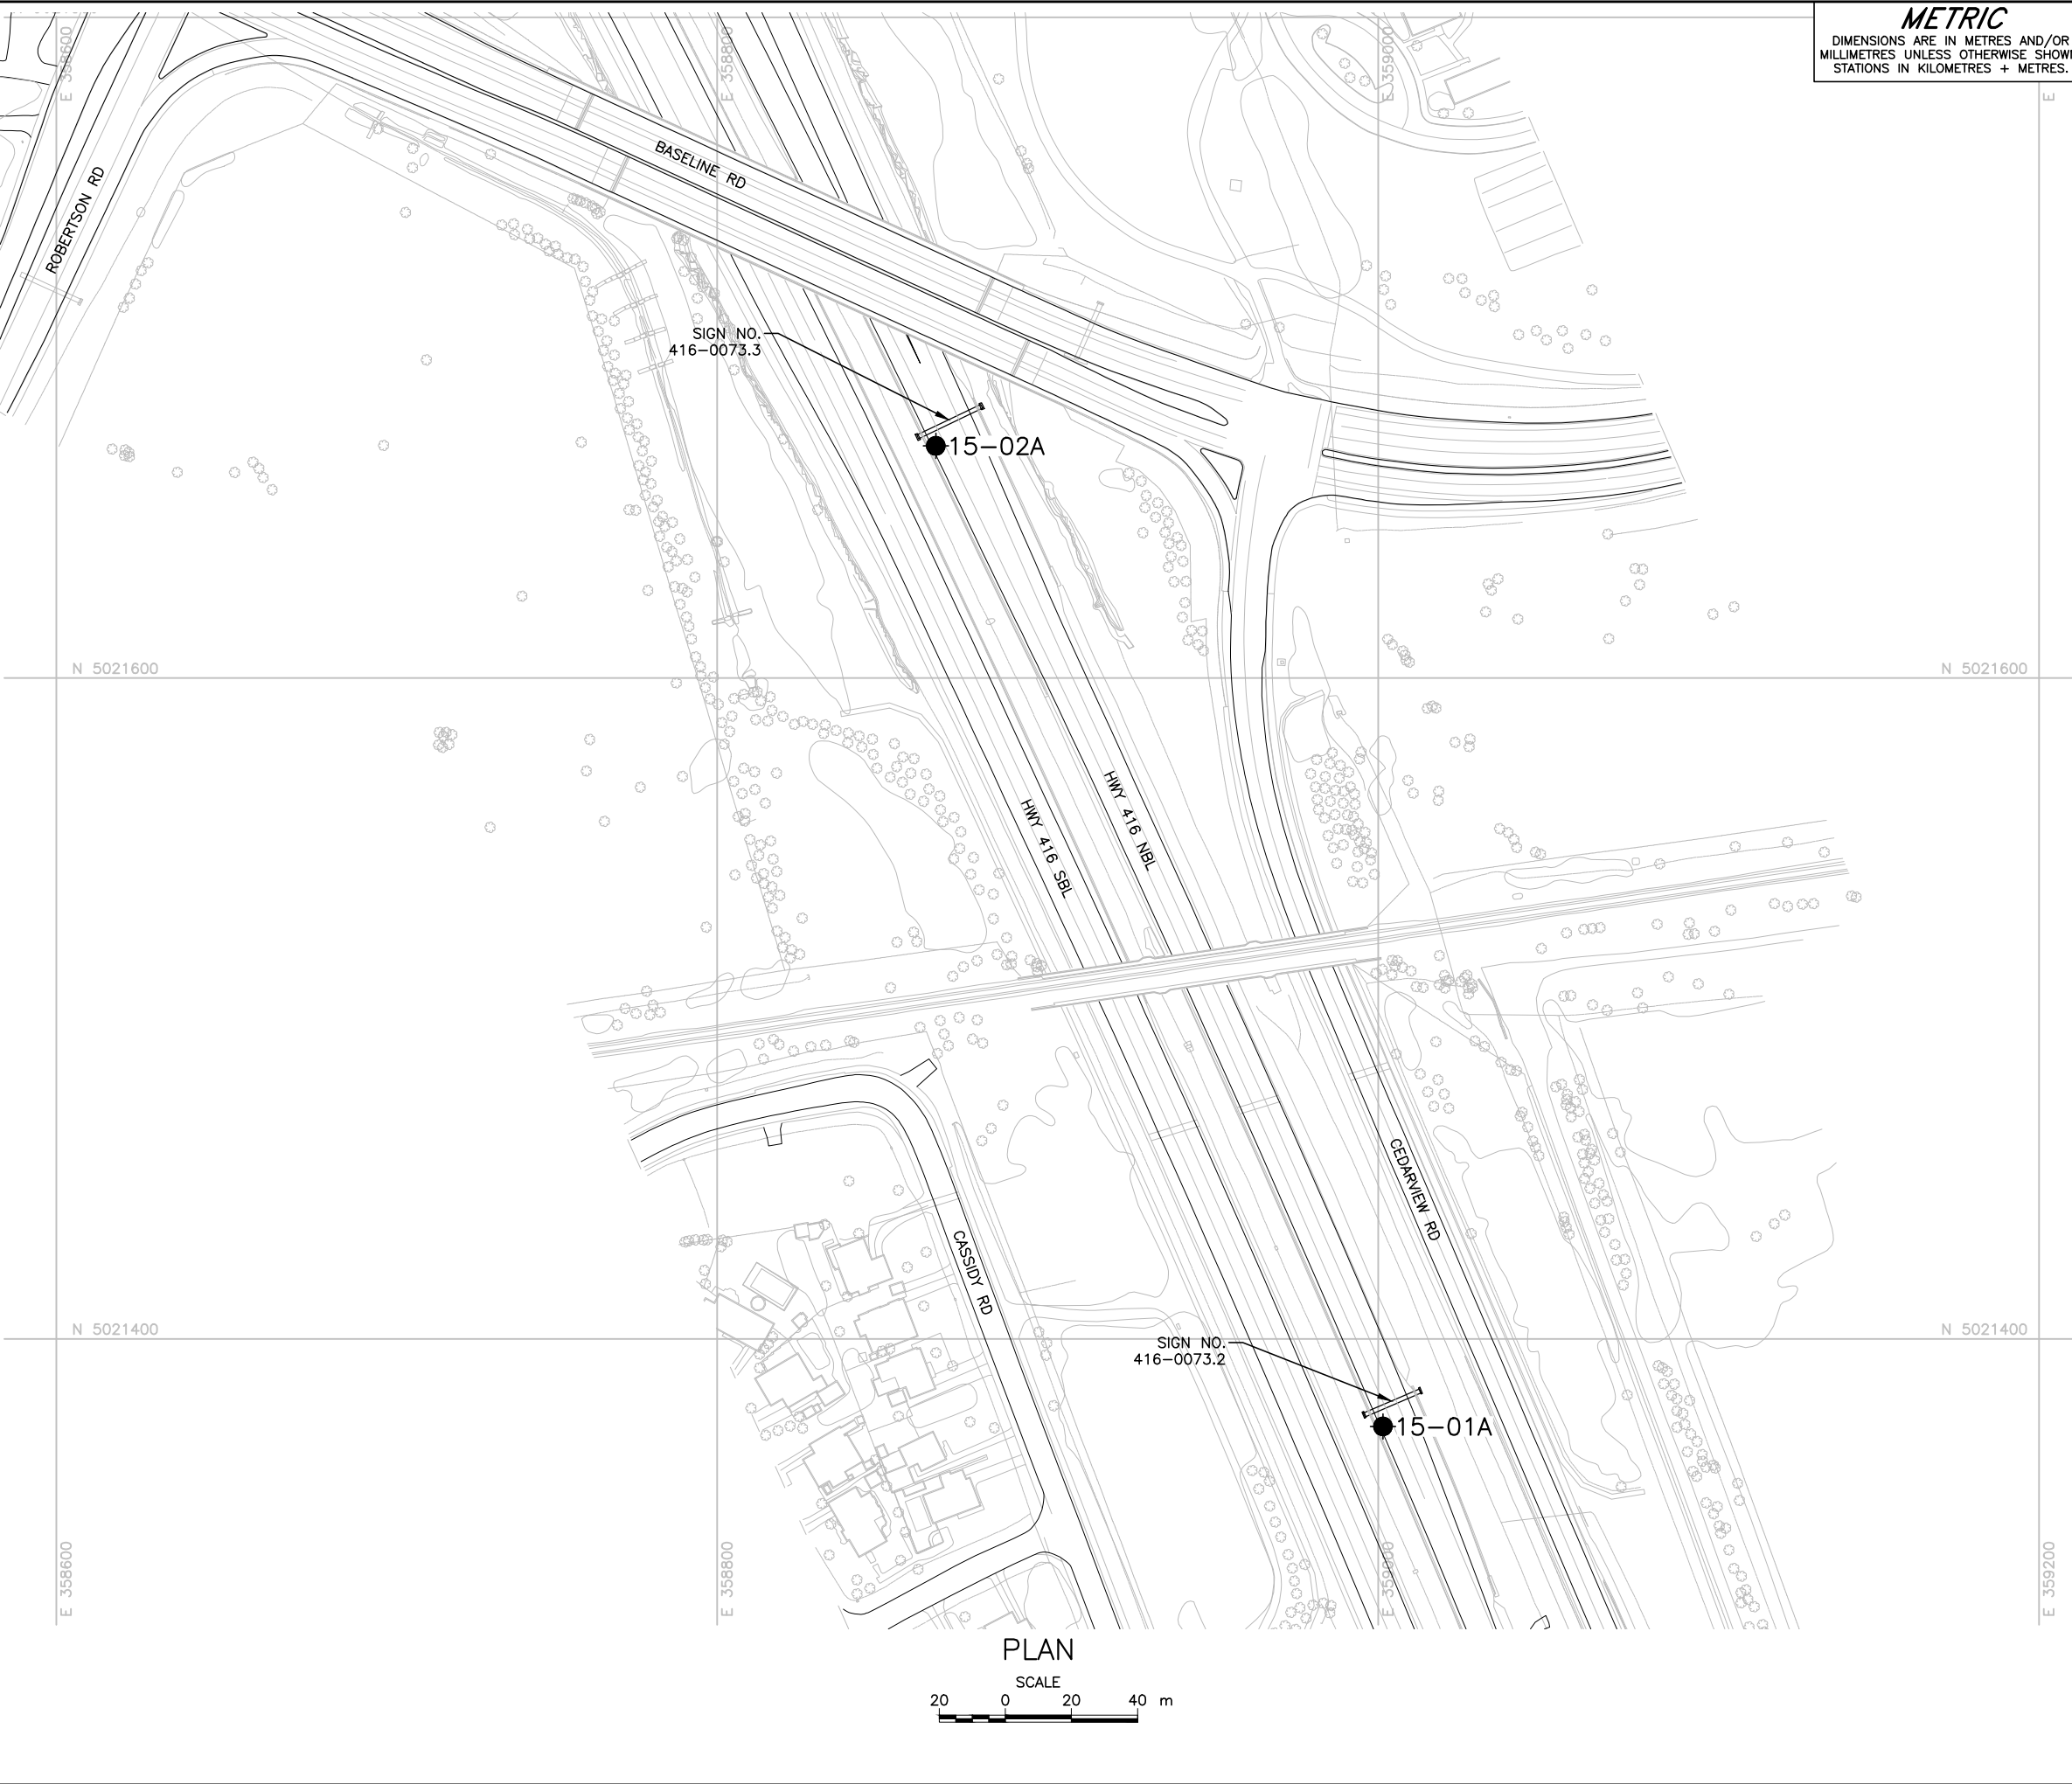 METRIC
DIMENSIONS ARE IN METRES AND/OR
MILLIMETRES UNLESS OTHERWISE SHOWN
STATIONS IN KILOMETRES + METRES.
E 358600
E 358800
E 359000
E
BASELINE RD
ROBERTSON RD
SIGN NO.
416-0073.3
15-02A
N 5021600
N 5021600
HWY 416 NBL
HWY 416 SBL
CEDARVIEW RD
CASSIDY RD
N 5021400
N 5021400
SIGN NO.
416-0073.2
15-01A
E 358600
E 358800
E 359000
E 359200
PLAN
SCALE
20 0 20 40 m